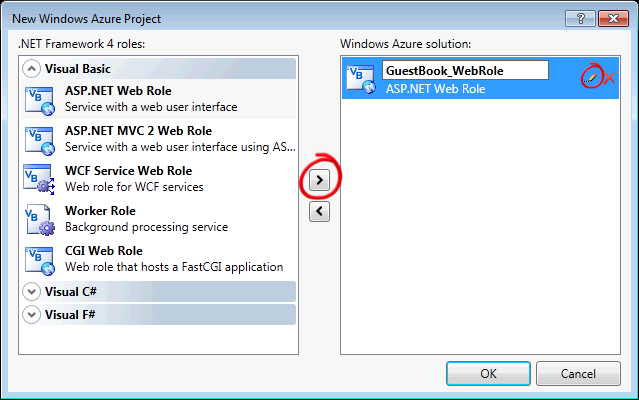 New Windows Azure Project
.NET Framework 4 roles:
Windows Azure solution:
Visual Basic
ASP.NET Web Role
Service with a web user interface
ASP.NET MVC 2 Web Role
Service with a web user interface using AS...
WCF Service Web Role
Web role for WCF services
Worker Role
Background processing service
CGI Web Role
Web role that hosts a FastCGI application
Visual C#
Visual F#
GuestBook_WebRole
ASP.NET Web Role
OK
Cancel